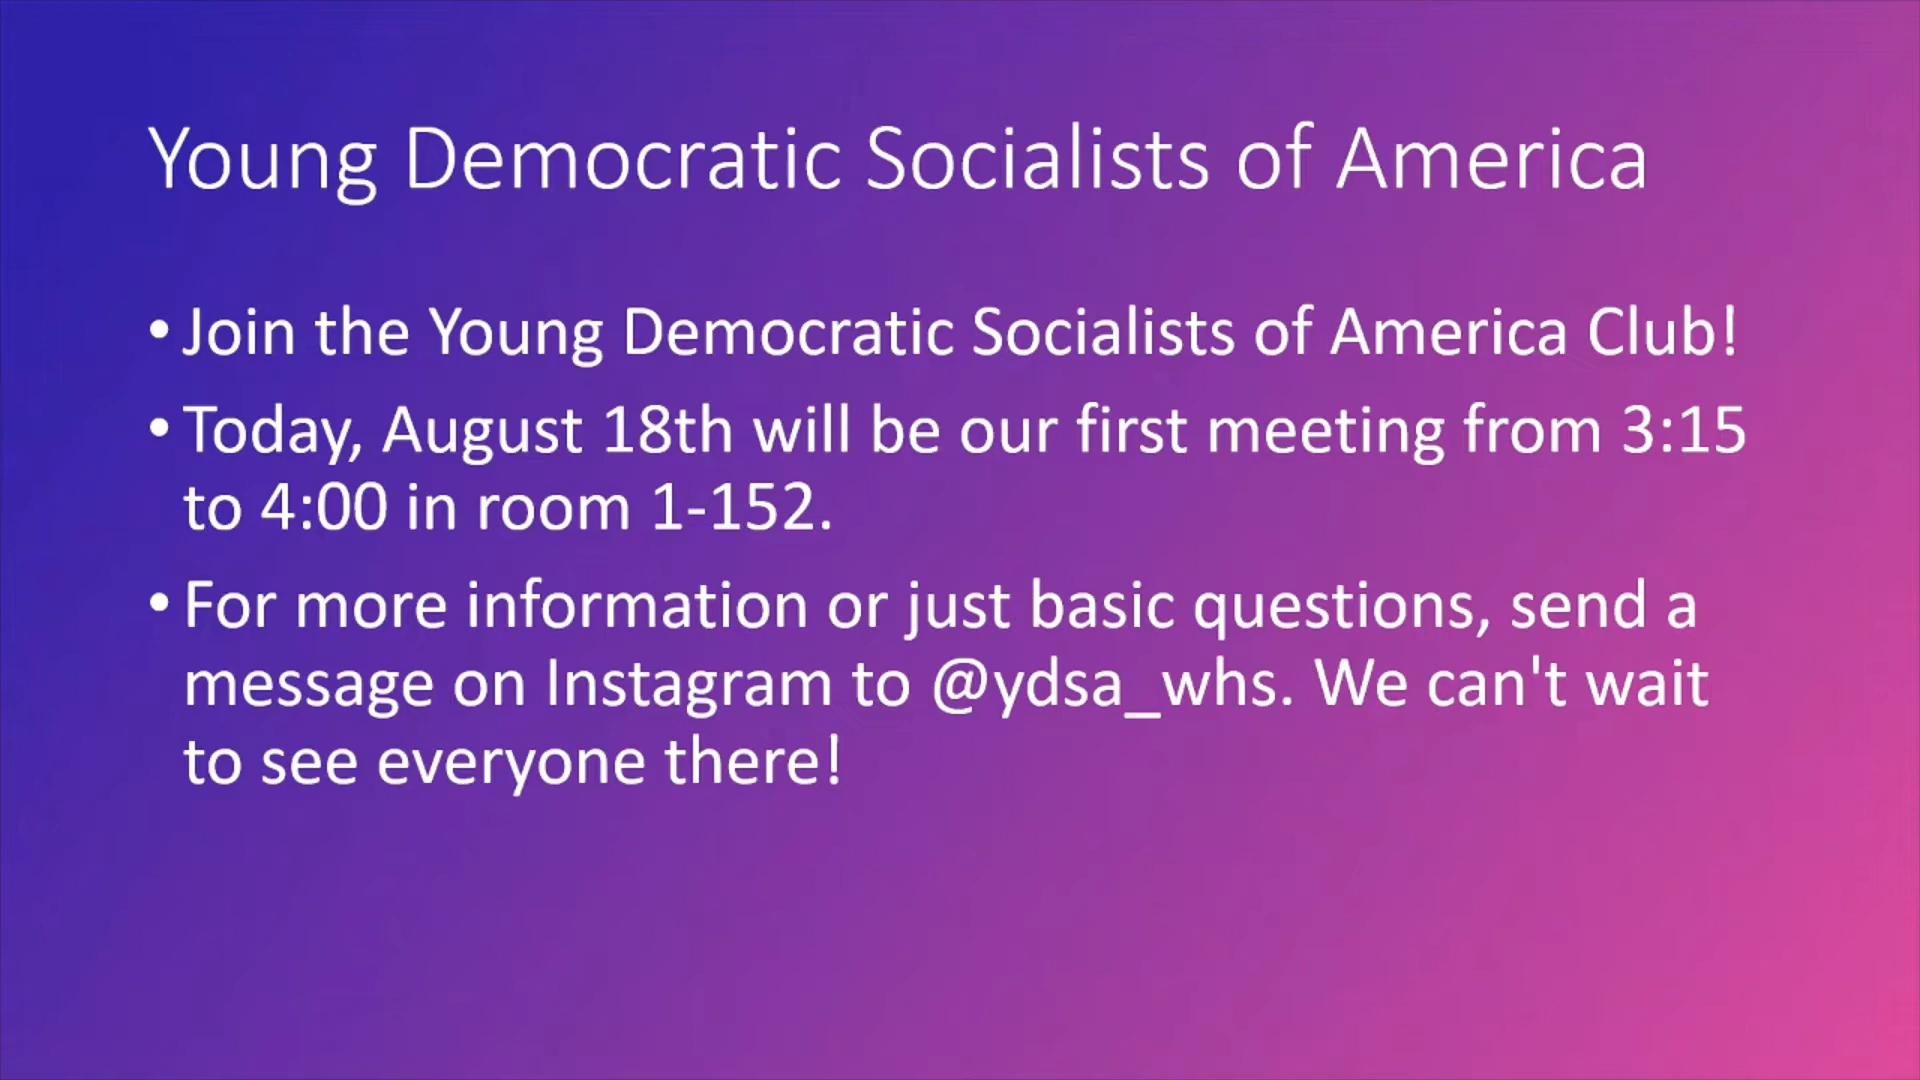 Young Democratic Socialists of America
• Join the Young Democratic Socialists of America Club!
• Today, August 18th will be our first meeting from 3:15
to 4:00 in room 1-152.
• For more information or just basic questions, send a
message on Instagram to @ydsa_whs. We can't wait
to see everyone there!